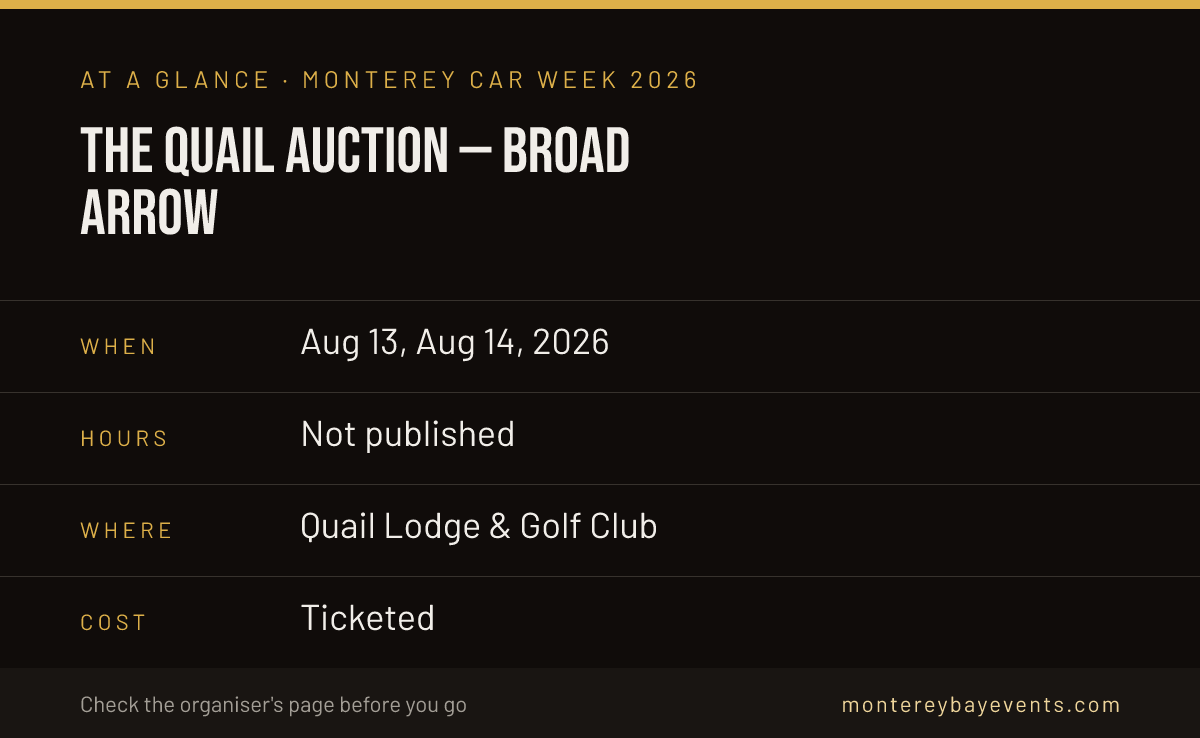 AT A GLANCE · MONTEREY CAR WEEK 2026
THE QUAIL AUCTION — BROAD
ARROW
WHEN Aug 13, Aug 14, 2026
HOURS Not published
WHERE Quail Lodge & Golf Club
COST Ticketed
Check the organiser's page before you go montereybayevents.com